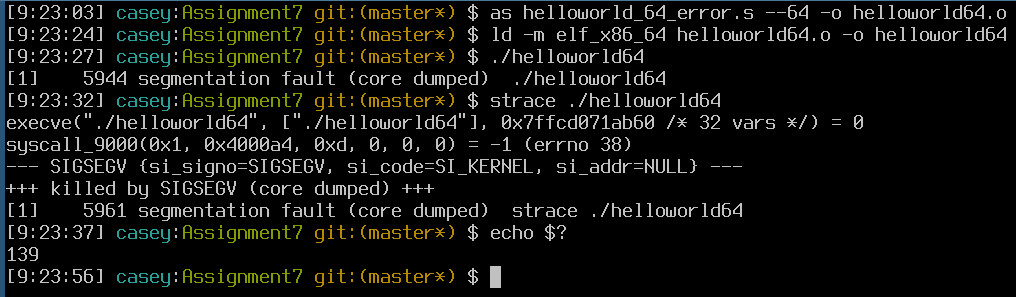 [9:23:03] casey:Assignment7 git:(master*) $ as helloworld_64_error.s --64 -o helloworld64.o
[9:23:24] casey:Assignment7 git:(master*) $ ld -m elf_x86_64 helloworld64.o -o helloworld64
[9:23:27] casey:Assignment7 git:(master*) $ ./helloworld64
[1]    5944 segmentation fault (core dumped)  ./helloworld64
[9:23:32] casey:Assignment7 git:(master*) $ strace ./helloworld64
execve("./helloworld64", ["./helloworld64"], 0x7ffcd071ab60 /* 32 vars */) = 0
syscall_9000(0x1, 0x4000a4, 0xd, 0, 0, 0) = -1 (errno 38)
--- SIGSEGV {si_signo=SIGSEGV, si_code=SI_KERNEL, si_addr=NULL} ---
+++ killed by SIGSEGV (core dumped) +++
[1]    5961 segmentation fault (core dumped)  strace ./helloworld64
[9:23:37] casey:Assignment7 git:(master*) $ echo $?
139
[9:23:56] casey:Assignment7 git:(master*) $